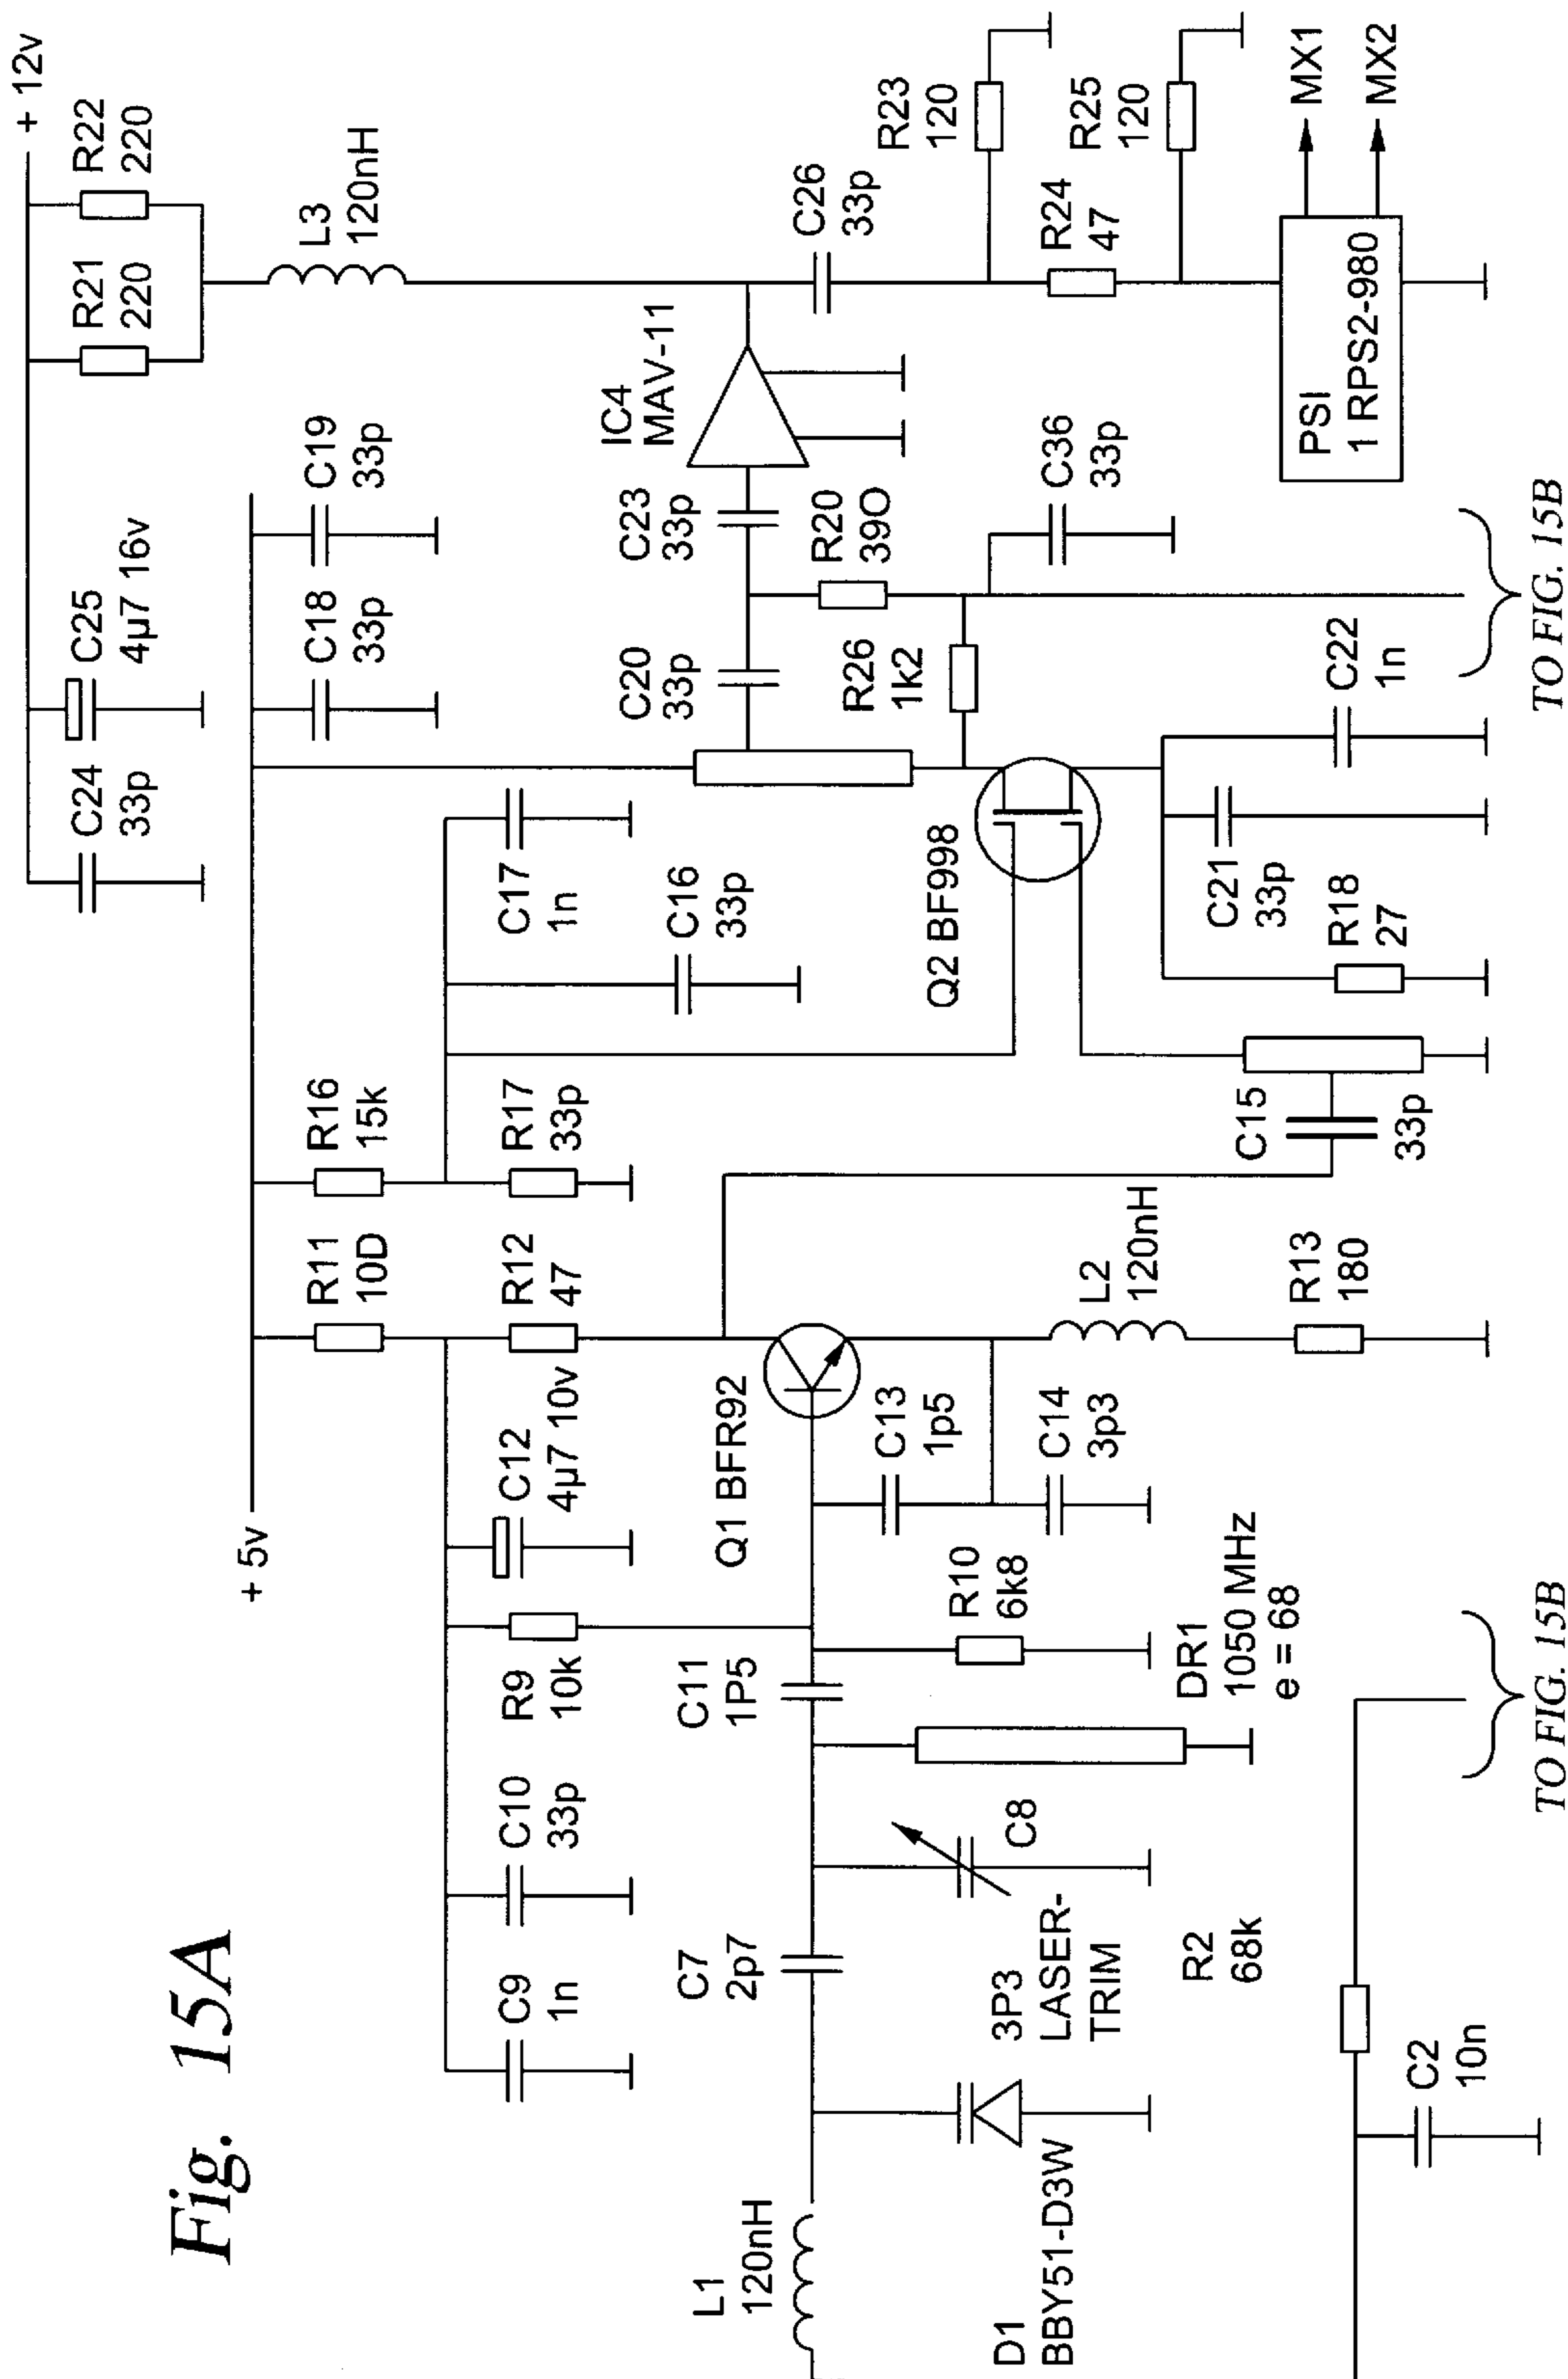 Fig. 15A
+ 12v
C24
33p
C25
4µ7 16v
R21
220
R22
220
L3
120nH
+ 5v
C18
33p
C19
33p
R11
10D
R16
15k
C9
1n
C10
33p
C12
4µ7 10v
R9
10k
R12
47
R17
33p
C17
1n
C16
33p
C20
33p
C23
33p
IC4
MAV-11
R20
39O
R26
1k2
C26
33p
R23
120
R24
47
R25
120
C36
33p
L1
120nH
C7
2p7
C11
1P5
Q1 BFR92
Q2 BF998
D1
BBY51-D3W
3P3
LASER-
TRIM
C8
R10
6k8
C13
1p5
C14
3p3
L2
120nH
DR1
1050 MHz
e = 68
R13
180
C15
33p
C21
33p
R18
27
C22
1n
PSI
1 RPS2-980
MX1
MX2
R2
68k
C2
10n
TO FIG. 15B
TO FIG. 15B